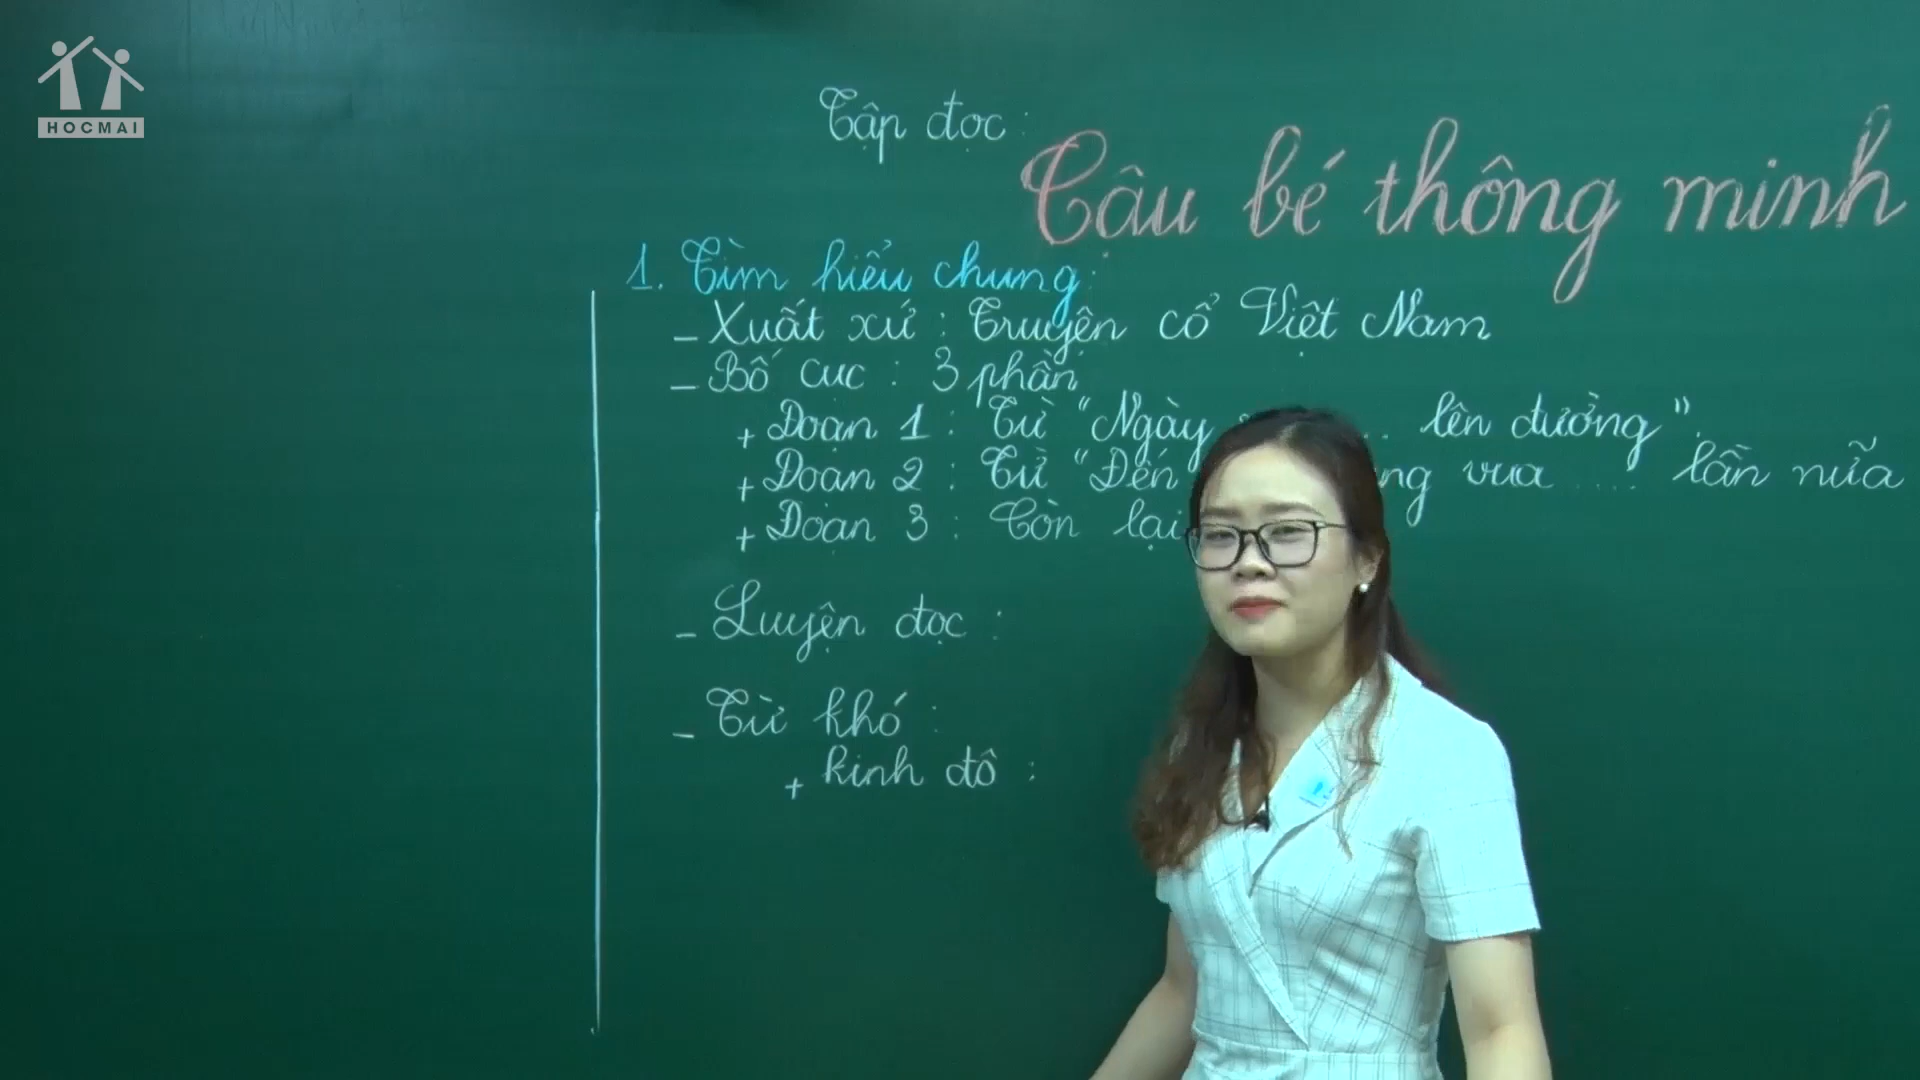 HOCMAI
Tập đọc:
Cậu bé thông minh
1. Tìm hiểu chung:
- Xuất xứ: Truyện cổ Việt Nam
- Bố cục: 3 phần
+ Đoạn 1: Từ "Ngày ... lên đường".
+ Đoạn 2: Từ "Đến vua .... lần nữa
+ Đoạn 3: Còn lại
- Luyện đọc:
- Từ khó:
+ kinh đô: